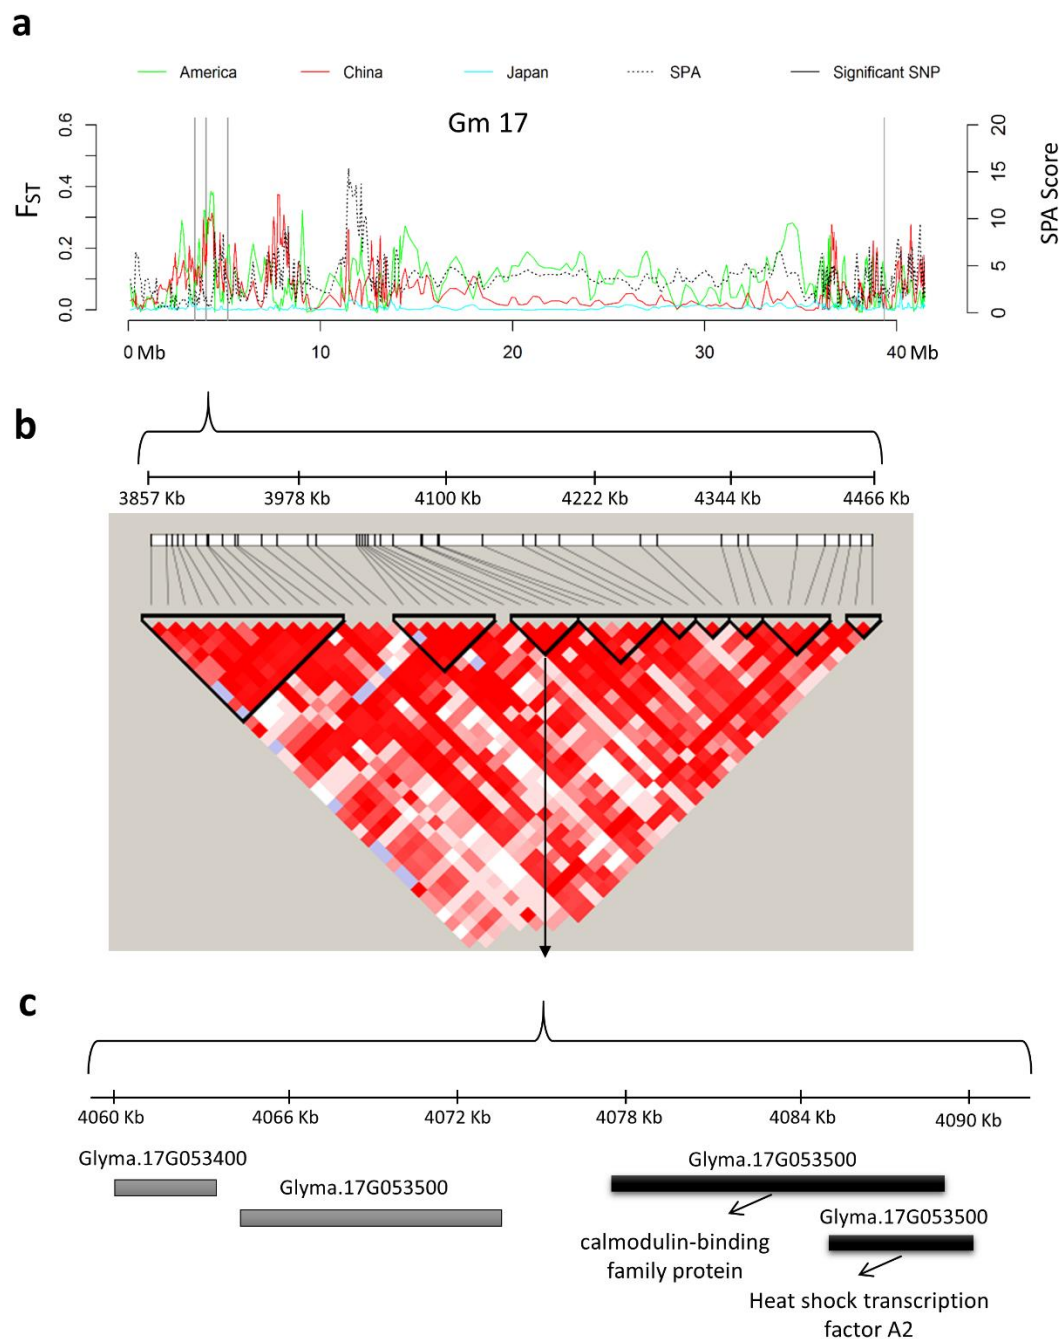 a
America China Japan SPA Significant SNP
Gm 17
0.6
0.4
0.2
0.0
FST
20
15
10
5
0
SPA Score
0 Mb 10 20 30 40 Mb
b
3857 Kb 3978 Kb 4100 Kb 4222 Kb 4344 Kb 4466 Kb
c
4060 Kb 4066 Kb 4072 Kb 4078 Kb 4084 Kb 4090 Kb
Glyma.17G053400
Glyma.17G053500
Glyma.17G053500
Glyma.17G053500
calmodulin-binding
family protein
Heat shock transcription
factor A2